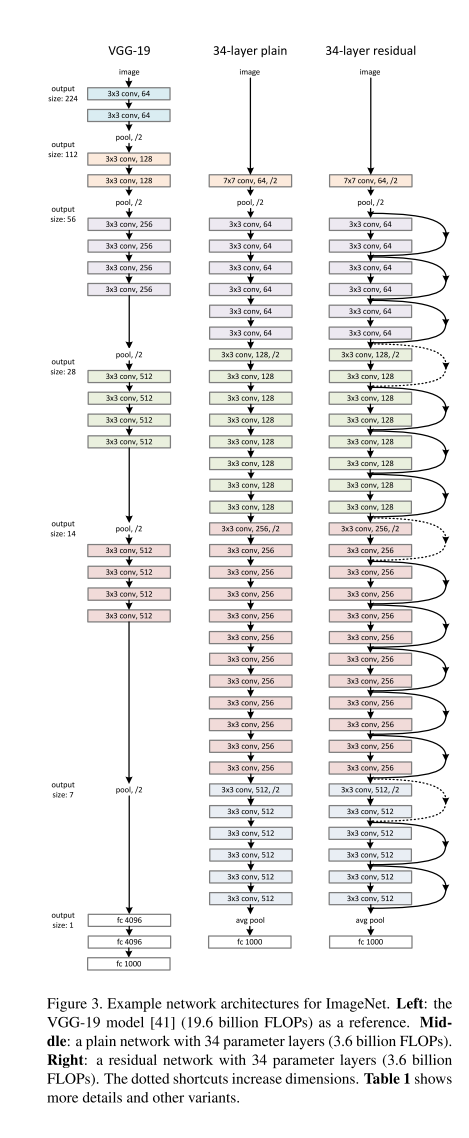 output
size: 224
output
size: 112
output
size: 56
output
size: 28
output
size: 14
output
size: 7
output
size: 1
VGG-19
image
3x3 conv, 64
3x3 conv, 64
pool, /2
3x3 conv, 128
3x3 conv, 128
pool, /2
3x3 conv, 256
3x3 conv, 256
3x3 conv, 256
3x3 conv, 256
pool, /2
3x3 conv, 512
3x3 conv, 512
3x3 conv, 512
3x3 conv, 512
pool, /2
3x3 conv, 512
3x3 conv, 512
3x3 conv, 512
3x3 conv, 512
pool, /2
fc 4096
fc 4096
fc 1000
34-layer plain
image
7x7 conv, 64, /2
pool, /2
3x3 conv, 64
3x3 conv, 64
3x3 conv, 64
3x3 conv, 64
3x3 conv, 64
3x3 conv, 64
3x3 conv, 128, /2
3x3 conv, 128
3x3 conv, 128
3x3 conv, 128
3x3 conv, 128
3x3 conv, 128
3x3 conv, 128
3x3 conv, 128
3x3 conv, 256, /2
3x3 conv, 256
3x3 conv, 256
3x3 conv, 256
3x3 conv, 256
3x3 conv, 256
3x3 conv, 256
3x3 conv, 256
3x3 conv, 256
3x3 conv, 256
3x3 conv, 256
3x3 conv, 256
3x3 conv, 512, /2
3x3 conv, 512
3x3 conv, 512
3x3 conv, 512
3x3 conv, 512
3x3 conv, 512
avg pool
fc 1000
34-layer residual
image
7x7 conv, 64, /2
pool, /2
3x3 conv, 64
3x3 conv, 64
3x3 conv, 64
3x3 conv, 64
3x3 conv, 64
3x3 conv, 64
3x3 conv, 128, /2
3x3 conv, 128
3x3 conv, 128
3x3 conv, 128
3x3 conv, 128
3x3 conv, 128
3x3 conv, 128
3x3 conv, 128
3x3 conv, 256, /2
3x3 conv, 256
3x3 conv, 256
3x3 conv, 256
3x3 conv, 256
3x3 conv, 256
3x3 conv, 256
3x3 conv, 256
3x3 conv, 256
3x3 conv, 256
3x3 conv, 256
3x3 conv, 256
3x3 conv, 512, /2
3x3 conv, 512
3x3 conv, 512
3x3 conv, 512
3x3 conv, 512
3x3 conv, 512
avg pool
fc 1000
Figure 3. Example network architectures for ImageNet. Left: the
VGG-19 model [41] (19.6 billion FLOPs) as a reference. Mid-
dle: a plain network with 34 parameter layers (3.6 billion FLOPs).
Right: a residual network with 34 parameter layers (3.6 billion
FLOPs). The dotted shortcuts increase dimensions. Table 1 shows
more details and other variants.